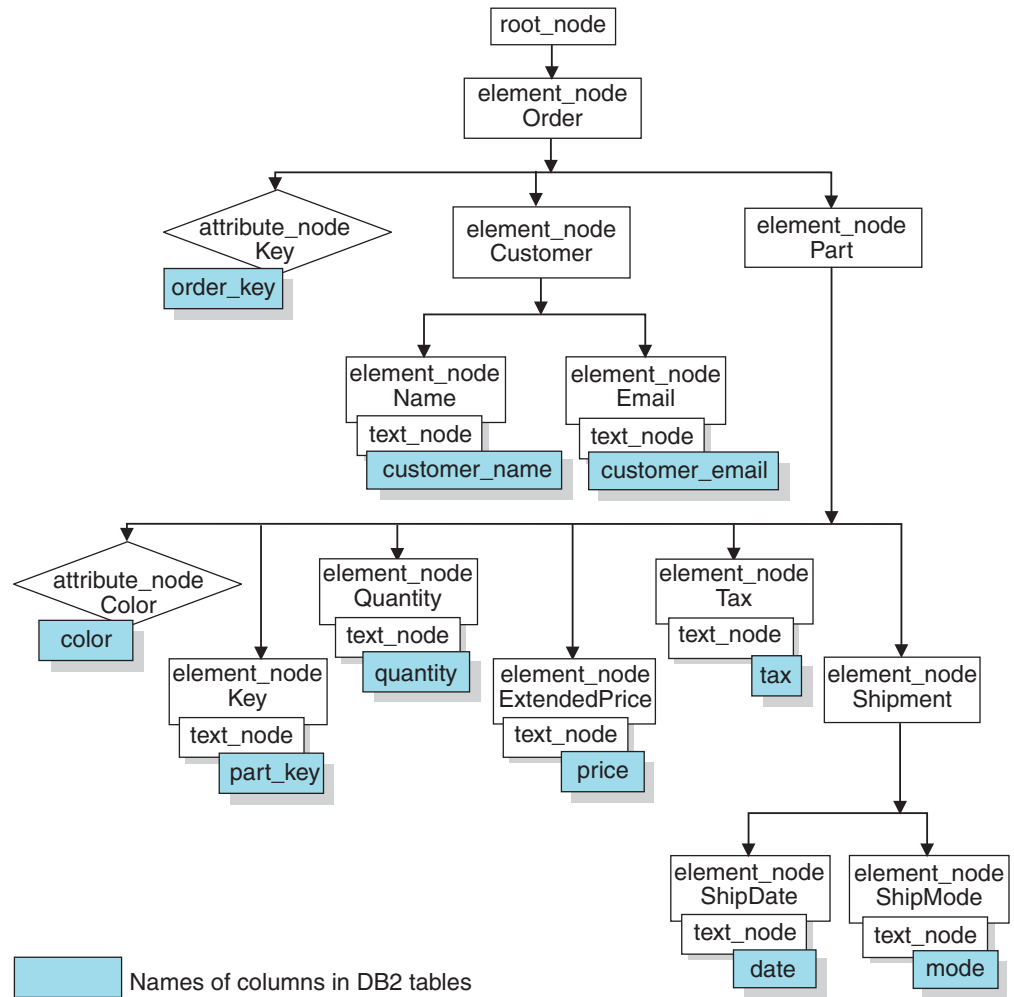 root_node
element_node
Order
attribute_node
Key
order_key
element_node
Customer
element_node
Part
element_node
Name
text_node
customer_name
element_node
Email
text_node
customer_email
attribute_node
Color
color
element_node
Key
text_node
part_key
element_node
Quantity
text_node
quantity
element_node
ExtendedPrice
text_node
price
element_node
Tax
text_node
tax
element_node
Shipment
element_node
ShipDate
text_node
date
element_node
ShipMode
text_node
mode
Names of columns in DB2 tables